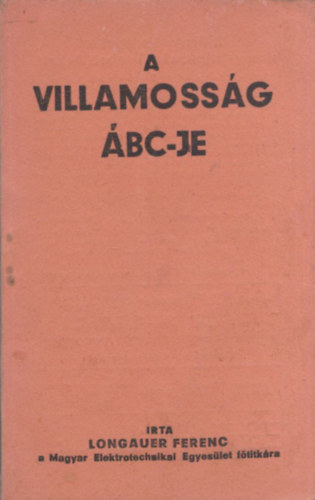 A
VILLAMOSSÁG
ÁBC-JE
IRTA
LONGAUER FERENC
a Magyar Elektrotechnikai Egyesület főtitkára